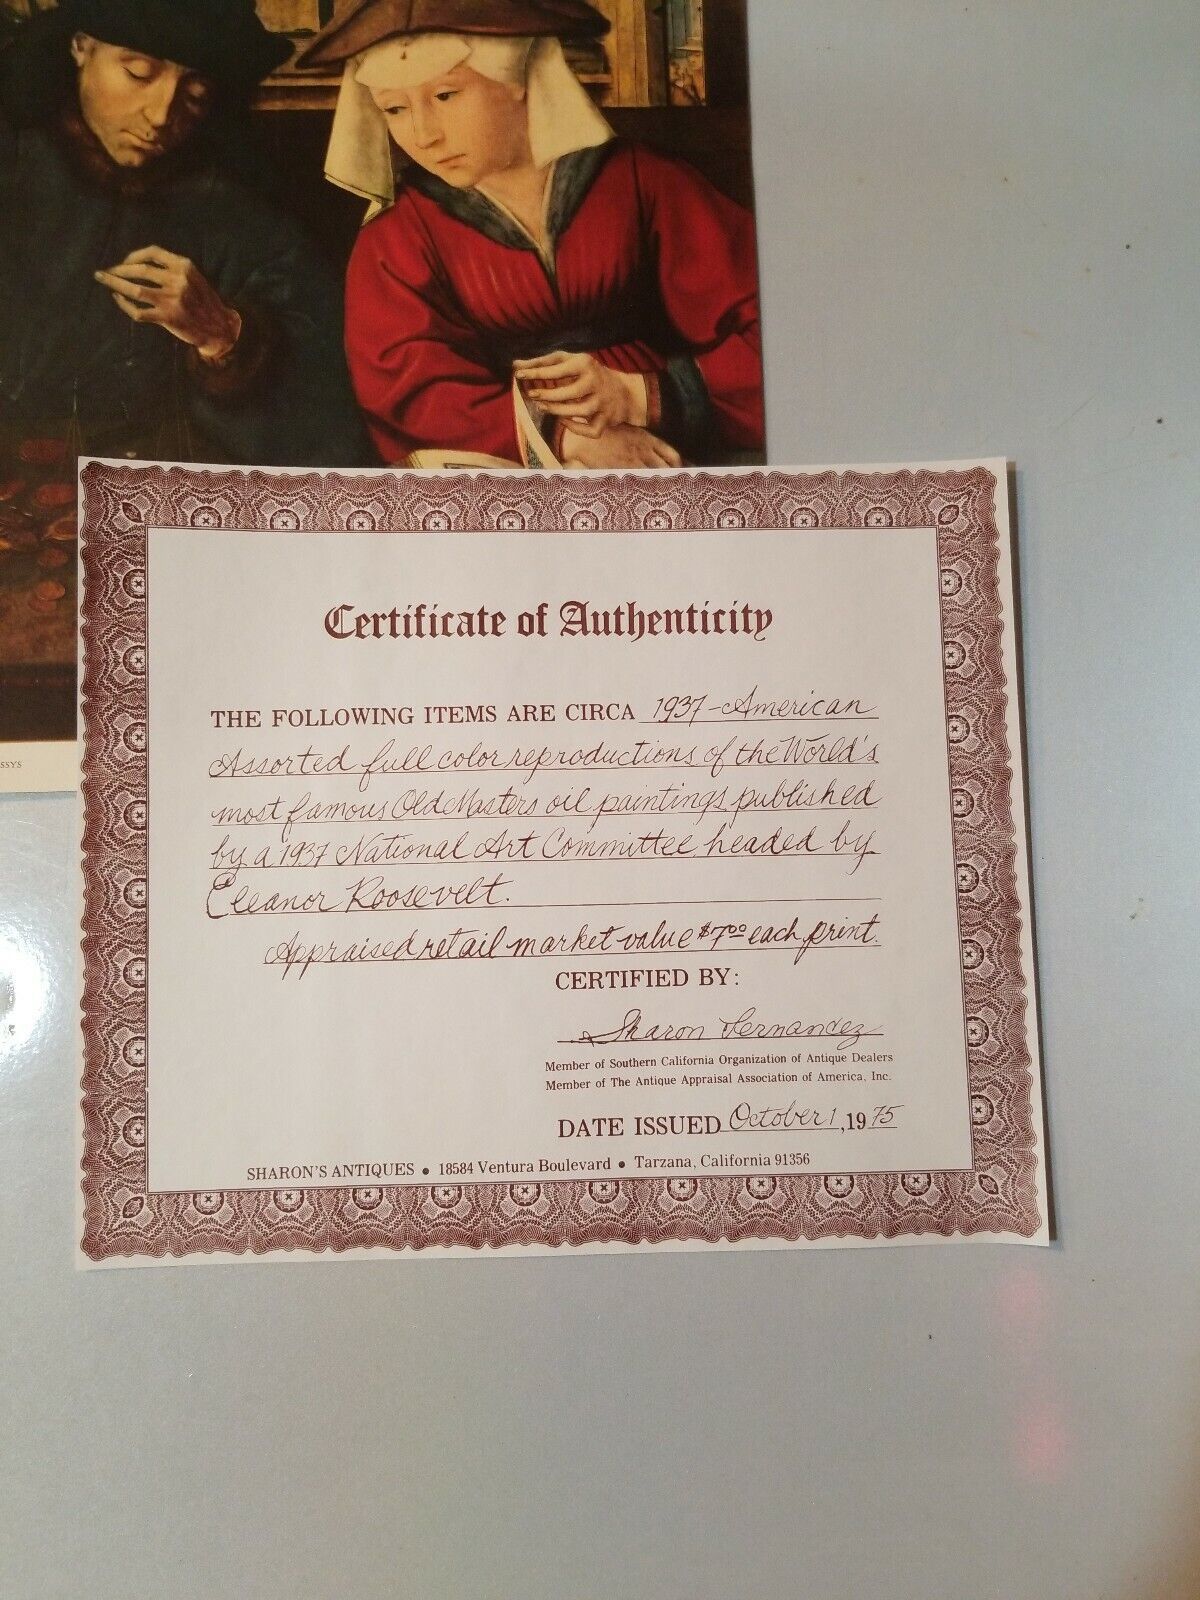 SSYS
Certificate of Authenticity
THE FOLLOWING ITEMS ARE CIRCA 1937-American
Assorted full color reproductions of the World's
most famous Old Masters oil paintings, published
by a 1937 National Art Committee, headed by
Eleanor Roosevelt.
Appraised retail market value $7.00 each print.
CERTIFIED BY:
Sharon Fernandez
Member of Southern California Organization of Antique Dealers
Member of The Antique Appraisal Association of America, Inc.
DATE ISSUED October 1, 1975
SHARON'S ANTIQUES • 18584 Ventura Boulevard • Tarzana, California 91356